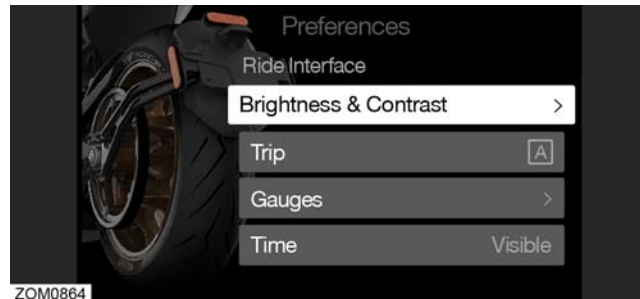 Preferences
Ride Interface
Brightness & Contrast >
Trip A
Gauges >
Time Visible
ZOM0864